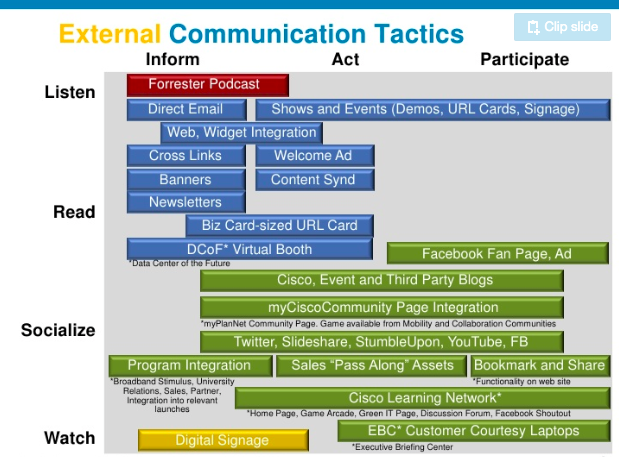 External Communication Tactics
Clip slide
Inform Act Participate
Listen
Forrester Podcast
Direct Email
Shows and Events (Demos, URL Cards, Signage)
Web, Widget Integration
Cross Links
Welcome Ad
Banners
Content Synd
Read
Newsletters
Biz Card-sized URL Card
DCoF* Virtual Booth
*Data Center of the Future
Facebook Fan Page, Ad
Cisco, Event and Third Party Blogs
myCiscoCommunity Page Integration
*myPlanNet Community Page. Game available from Mobility and Collaboration Communities
Socialize
Twitter, Slideshare, StumbleUpon, YouTube, FB
Program Integration
Sales “Pass Along” Assets
Bookmark and Share
*Broadband Stimulus, University
Relations, Sales, Partner,
Integration into relevant
launches
*Functionality on web site
Cisco Learning Network*
*Home Page, Game Arcade, Green IT Page, Discussion Forum, Facebook Shoutout
Watch
Digital Signage
EBC* Customer Courtesy Laptops
*Executive Briefing Center